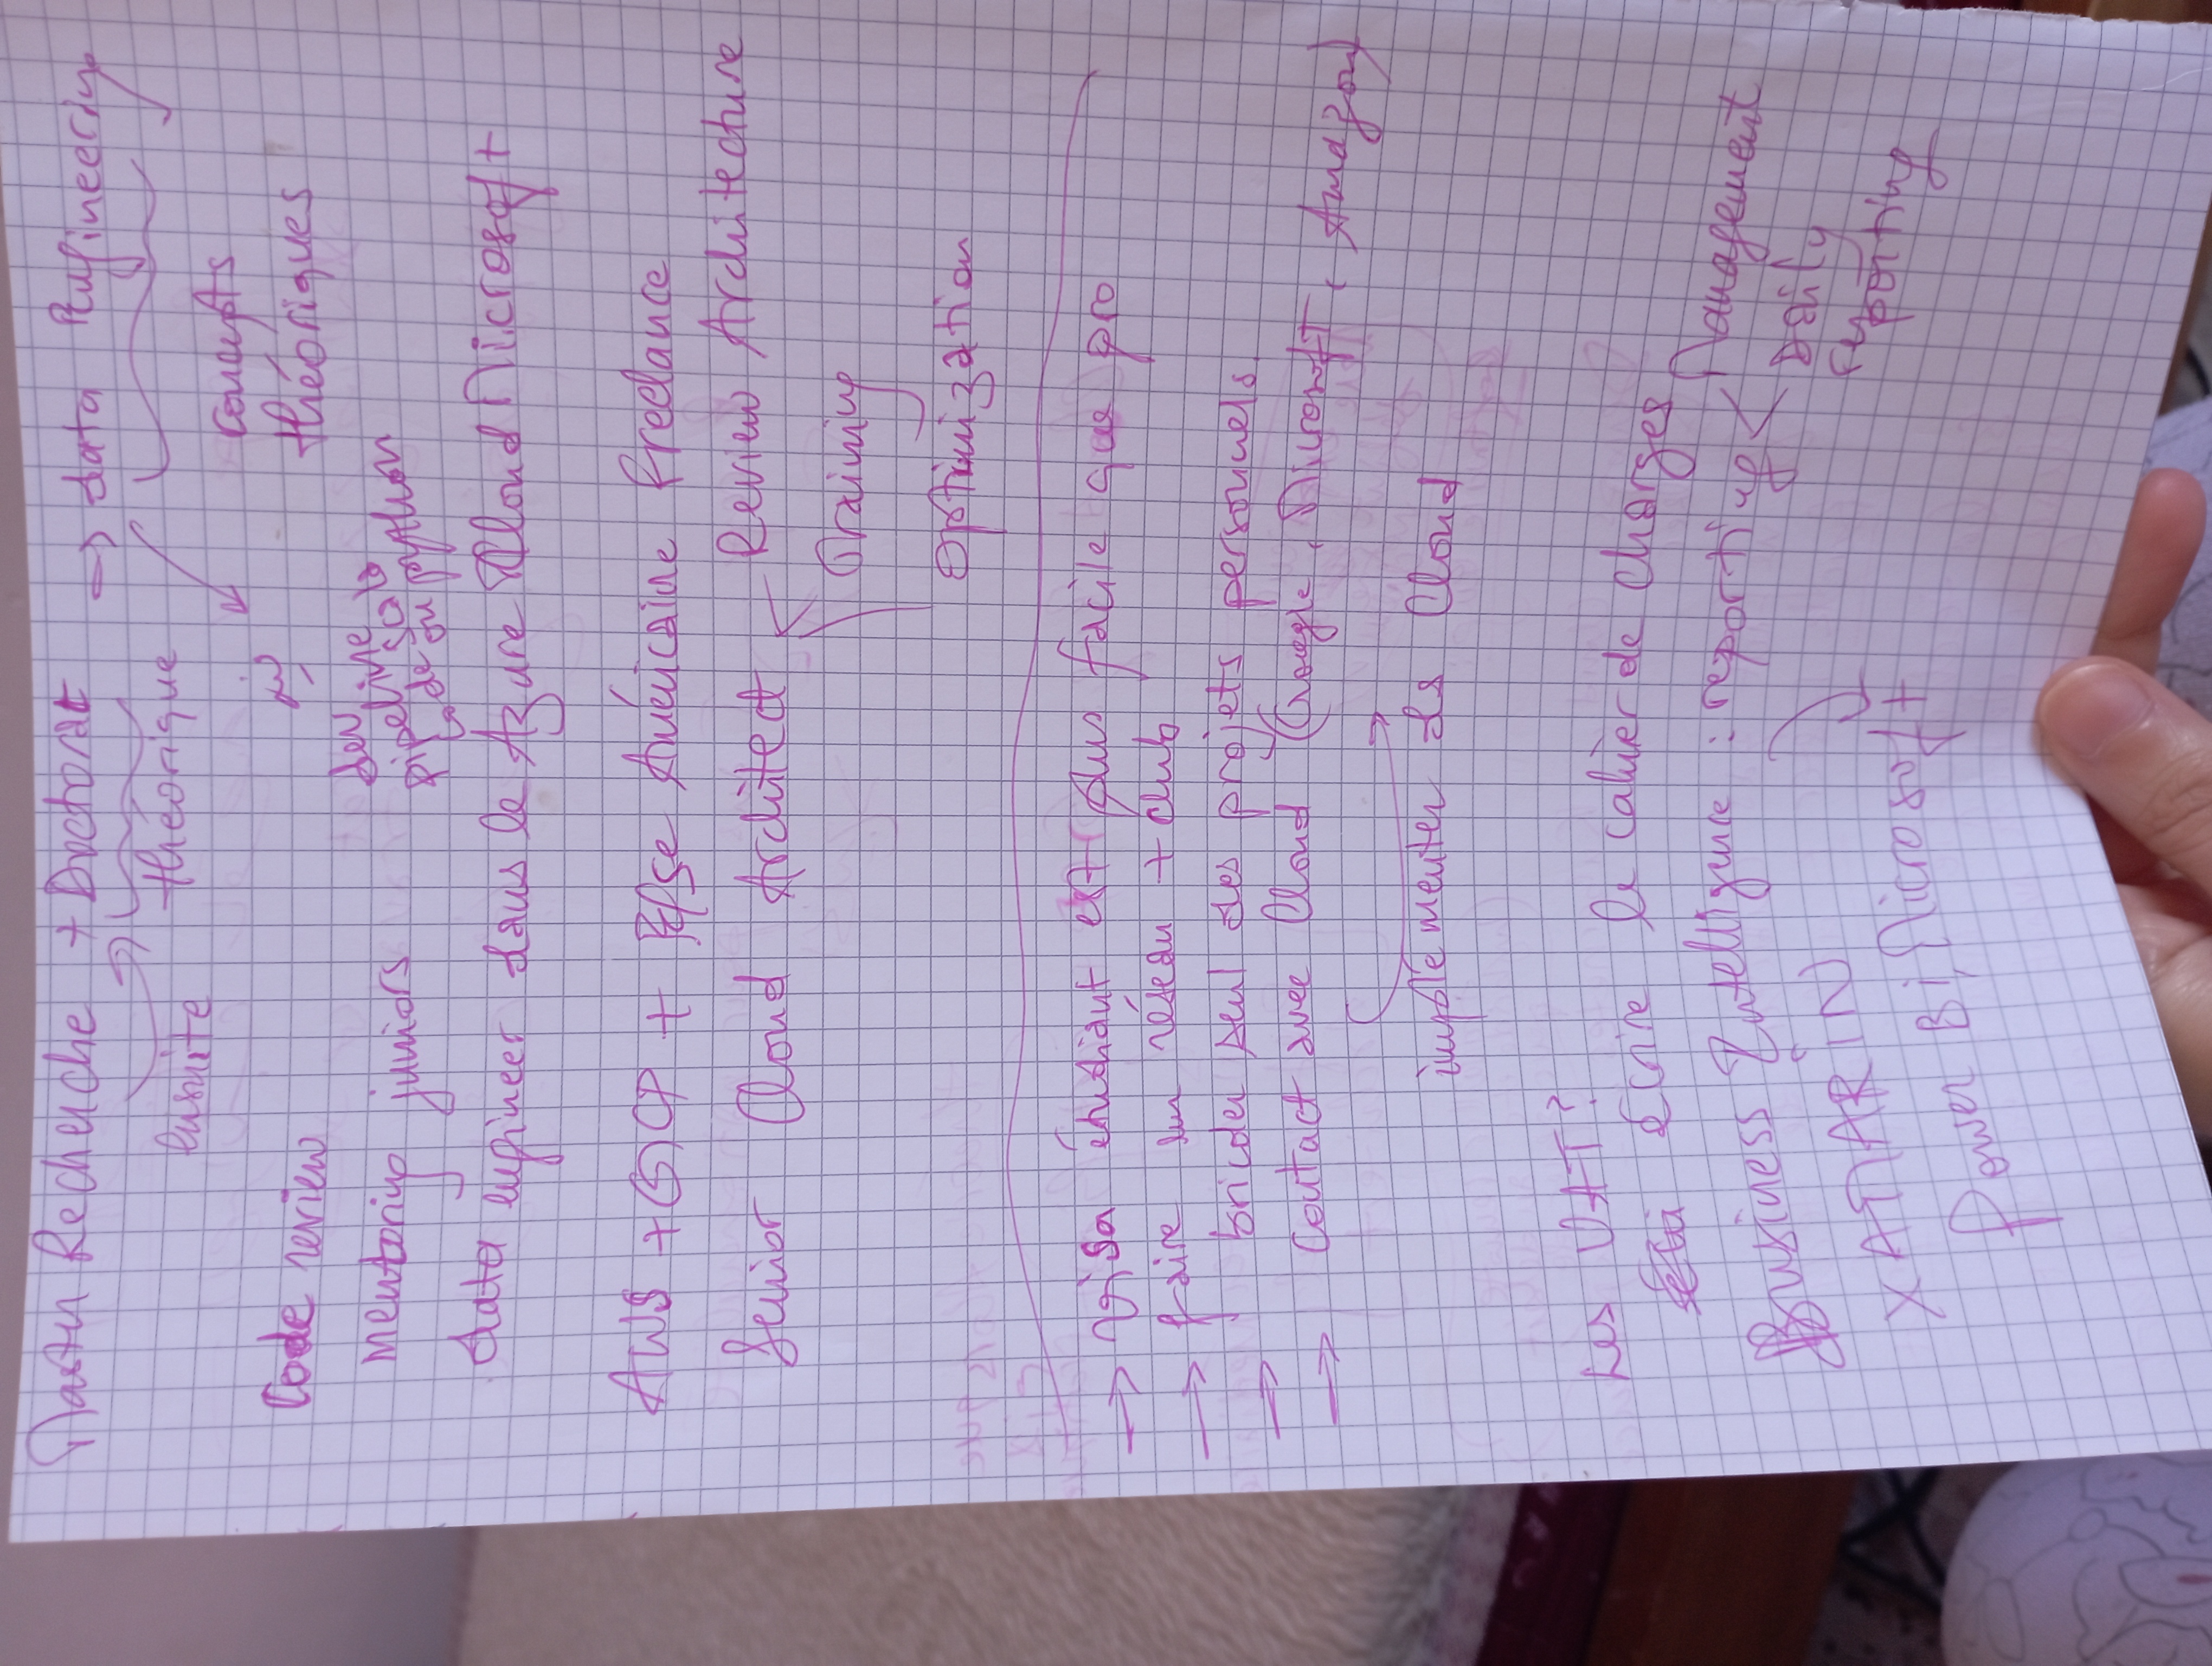 Master Recherche + Doctorat → data Engineering
ensuite théorique
concepts
théoriques
Code review
dev
pipeline
code Scala
ou python
mentoring juniors
data engineer dans le Azure Cloud Microsoft
AWS + GCP + Ese Américaine freelance
Senior Cloud Architect ← Review Architecture
Training
Optimization
→ visa étudiant est plus facile que pro
→ faire un réseau + club
→ bricoler seul des projets personnels
→ Contact avec Cloud (Google, Microsoft, Amazon)
implémenter ds Cloud
Les UAT?
Écrire le cahier de charges
Business Intelligence : reporting < Management
Daily
reporting
XAMARIN
Power Bi, Microsoft